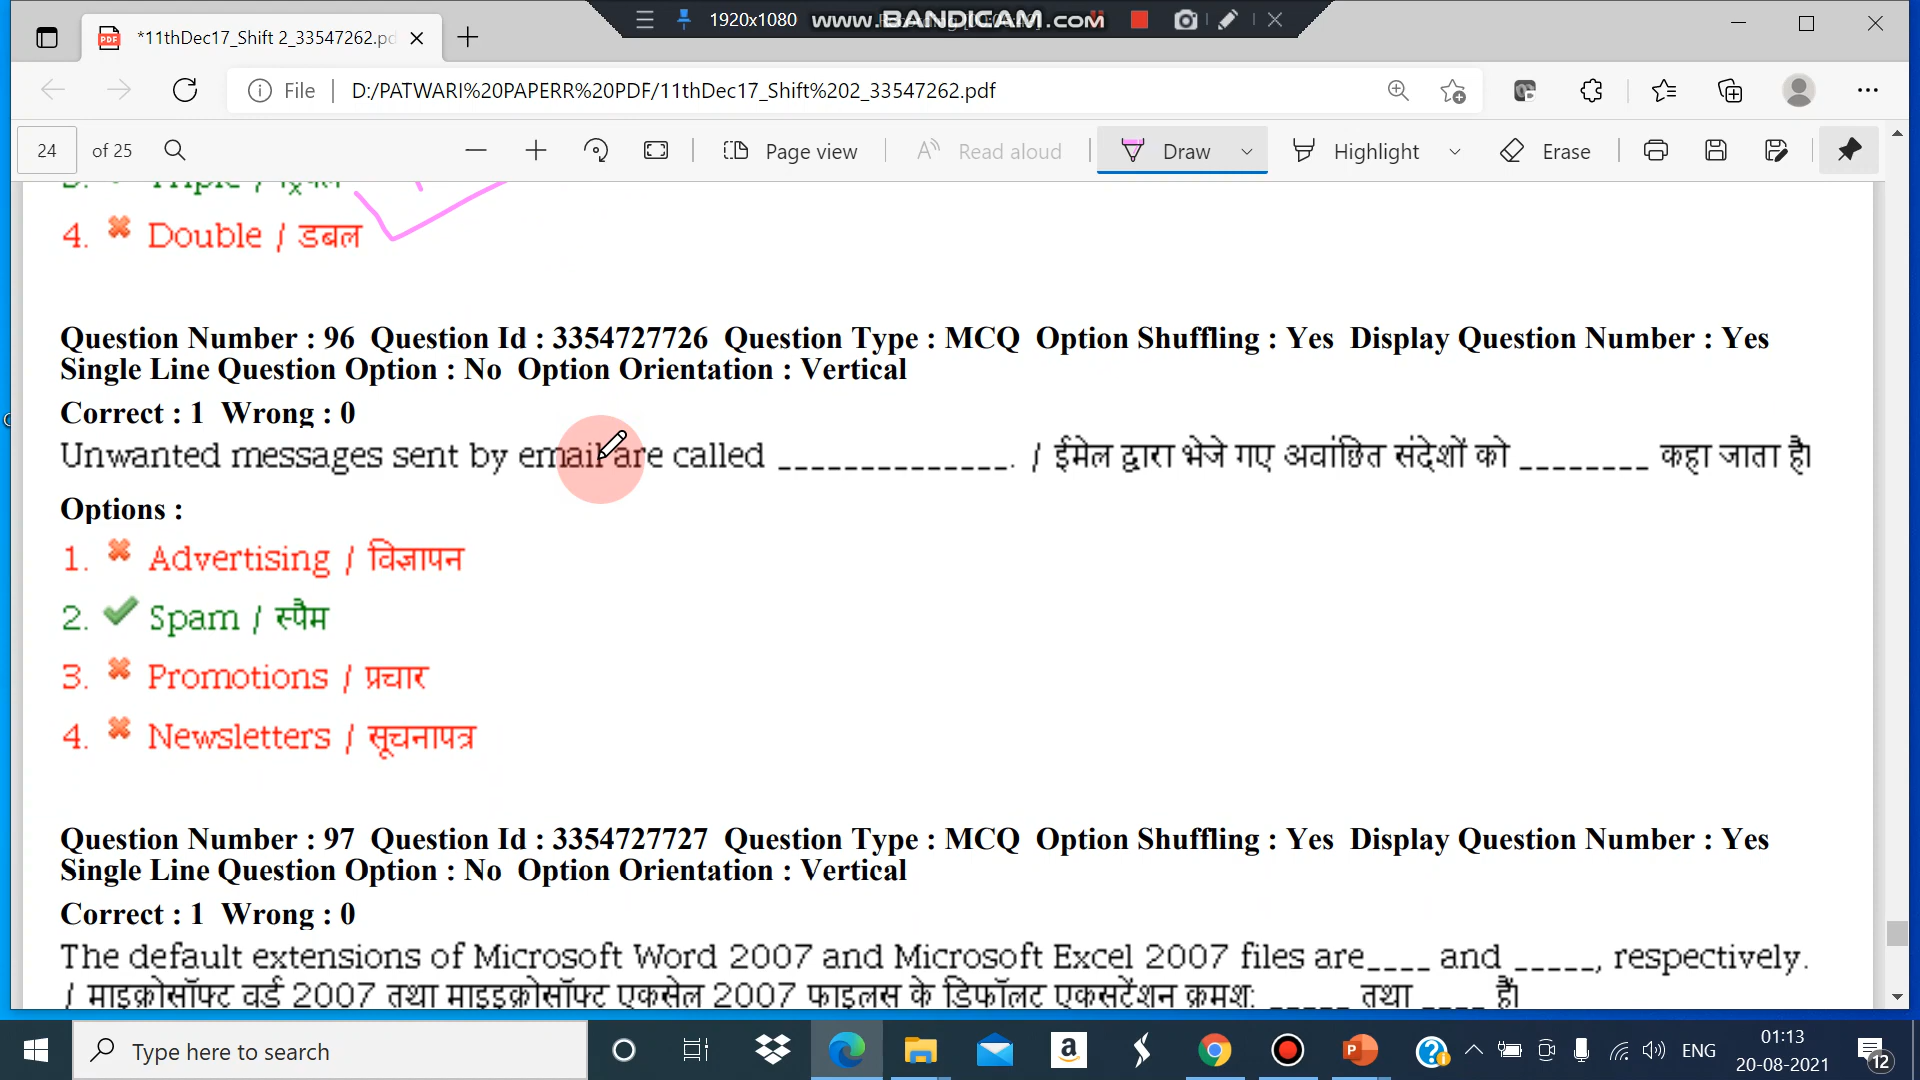 1920x1080 www.BANDICAM.com
*11thDec17_Shift 2_33547262.pd
File D:/PATWARI%20PAPERR%20PDF/11thDec17_Shift%202_33547262.pdf
24 of 25 Page view Read aloud Draw Highlight Erase
4. Double / डबल
Question Number : 96 Question Id : 3354727726 Question Type : MCQ Option Shuffling : Yes Display Question Number : Yes
Single Line Question Option : No Option Orientation : Vertical
Correct : 1 Wrong : 0
Unwanted messages sent by email are called ______________. / ईमेल द्वारा भेजे गए अवांछित संदेशों को ________ कहा जाता है।
Options :
1. Advertising / विज्ञापन
2. Spam / स्पैम
3. Promotions / प्रचार
4. Newsletters / सूचनापत्र
Question Number : 97 Question Id : 3354727727 Question Type : MCQ Option Shuffling : Yes Display Question Number : Yes
Single Line Question Option : No Option Orientation : Vertical
Correct : 1 Wrong : 0
The default extensions of Microsoft Word 2007 and Microsoft Excel 2007 files are____ and _____, respectively.
/ माइक्रोसॉफ्ट वर्ड 2007 तथा माइइक्रोसॉफ्ट एकसेल 2007 फाइलस के डिफॉलट एकसटेंशन क्रमश: _____ तथा ____ हैं।
Type here to search
ENG
01:13
20-08-2021
12